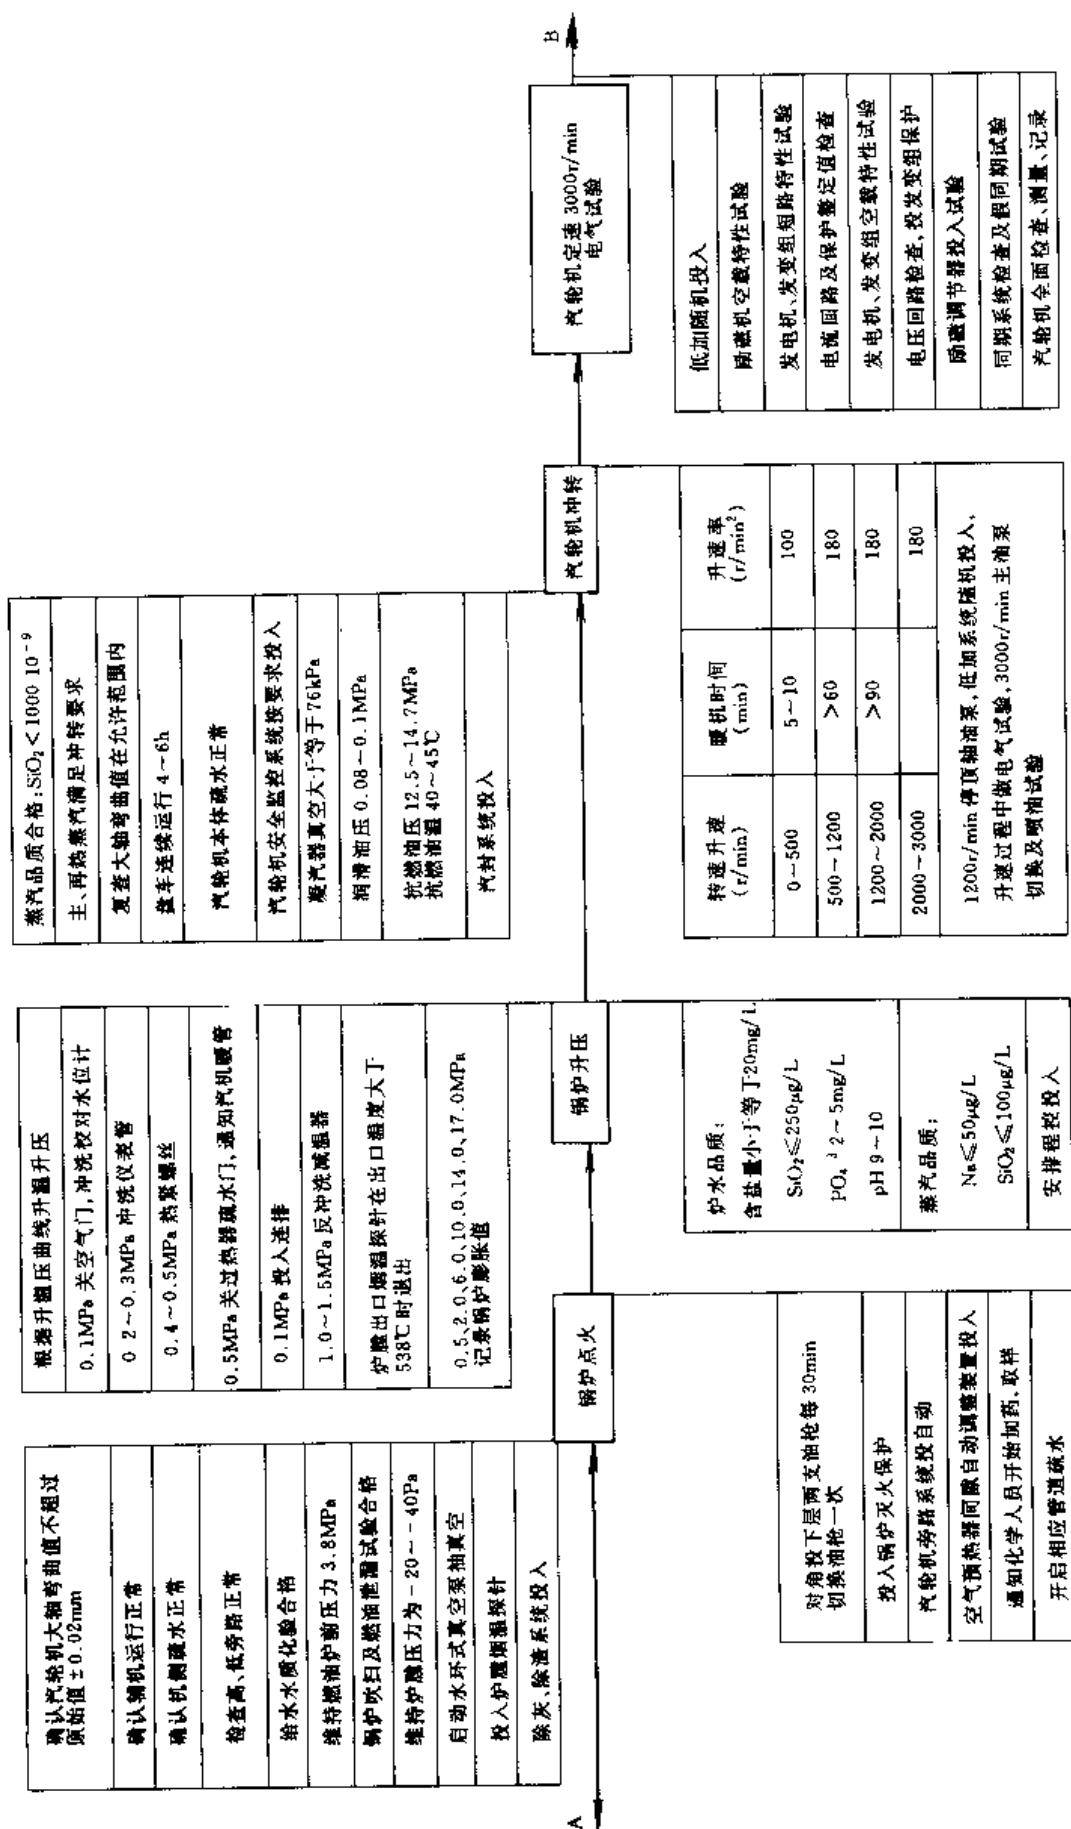 A
确认汽轮机大轴弯曲值不超过
原始值±0.02mm
确认辅机运行正常
确认机侧疏水正常
检查高、低旁路正常
给水水质化验合格
维持燃油炉前压力3.8MPa
锅炉吹扫及燃油泄漏试验合格
维持炉膛压力为-20~-40Pa
启动水环式真空泵抽真空
投入炉膛烟温探针
除灰、除渣系统投入
锅炉点火
对角投下层两支油枪每30min
切换油枪一次
投入锅炉灭火保护
汽轮机旁路系统投自动
空气预热器间隙自动调整装置投入
通知化学人员开始加药、取样
开启相应管道疏水
根据升温压曲线升温升压
0.1MPa关空气门,冲洗校对水位计
0 2~0.3MPa冲洗仪表管
0.4~0.5MPa热紧螺丝
0.5MPa关过热器疏水门,通知汽机暖管
0.1MPa投入连排
1.0~1.5MPa反冲洗减温器
炉膛出口烟温探针在出口温度大于
538℃时退出
0.5、2.0、6.0、10.0、14.0、17.0MPa
记录锅炉膨胀值
锅炉升压
炉水品质:
含盐量小于等于20mg/L
SiO₂≤250μg/L
PO₄³ 2~5mg/L
pH 9~10
蒸汽品质;
Na≤50μg/L
SiO₂≤100μg/L
安排程控投入
蒸汽品质合格:SiO₂<1000 10⁻⁹
主、再热蒸汽满足冲转要求
复查大轴弯曲值在允许范围内
盘车连续运行4~6h
汽轮机本体疏水正常
汽轮机安全监控系统按要求投入
凝汽器真空大于等于76kPa
润滑油压0.08~0.1MPa
抗燃油压12.5~14.7MPa
抗燃油温40~45℃
汽封系统投入
汽轮机冲转
转速升速
(r/min)
暖机时间
(min)
升速率
(r/min²)
0~500
5~10
100
500~1200
>60
180
1200~2000
>90
180
2000~3000
180
1200r/min停顶轴油泵,低加系统随机投入,
升速过程中做电气试验,3000r/min主油泵
切换及喷油试验
汽轮机定速3000r/min
电气试验
B
低加随机投入
励磁机空载特性试验
发电机、发变组短路特性试验
电流回路及保护整定值检查
发电机、发变组空载特性试验
电压回路检查,投发变组保护
励磁调节器投入试验
同期系统检查及假同期试验
汽轮机全面检查、测量、记录